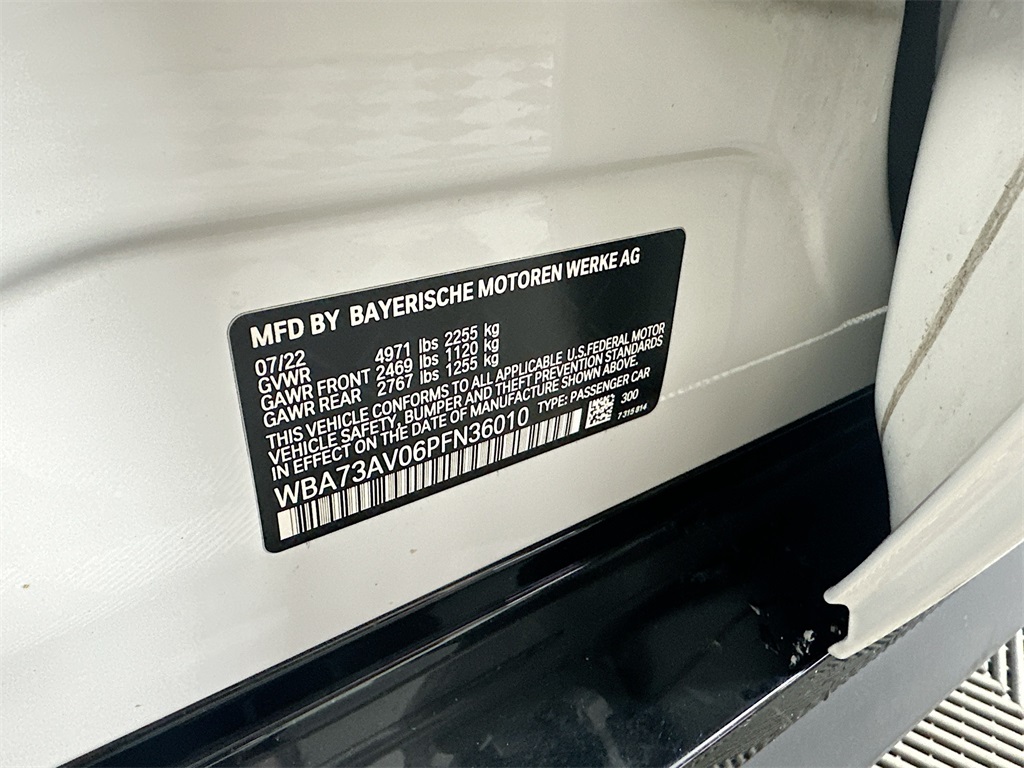 MFD BY BAYERISCHE MOTOREN WERKE AG
07/22
GVWR 4971 lbs 2255 kg
GAWR FRONT 2469 lbs 1120 kg
GAWR REAR 2767 lbs 1255 kg
THIS VEHICLE CONFORMS TO ALL APPLICABLE U.S.FEDERAL MOTOR
VEHICLE SAFETY, BUMPER AND THEFT PREVENTION STANDARDS
IN EFFECT ON THE DATE OF MANUFACTURE SHOWN ABOVE.
WBA73AV06PFN36010 TYPE: PASSENGER CAR
300
7 315 814